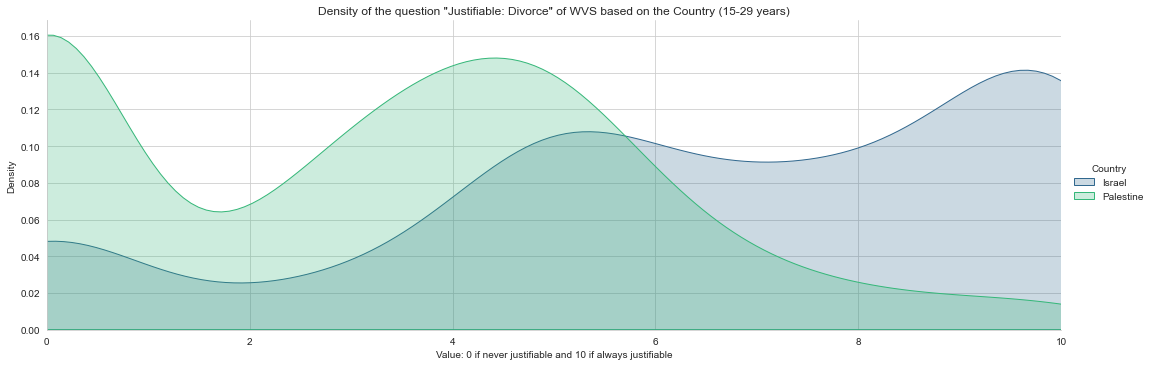 Density of the question "Justifiable: Divorce" of WVS based on the Country (15-29 years)
0.16
0.14
0.12
0.10
0.08
0.06
0.04
0.02
0.00
Density
0
2
4
6
8
10
Value: 0 if never justifiable and 10 if always justifiable
Country
Israel
Palestine